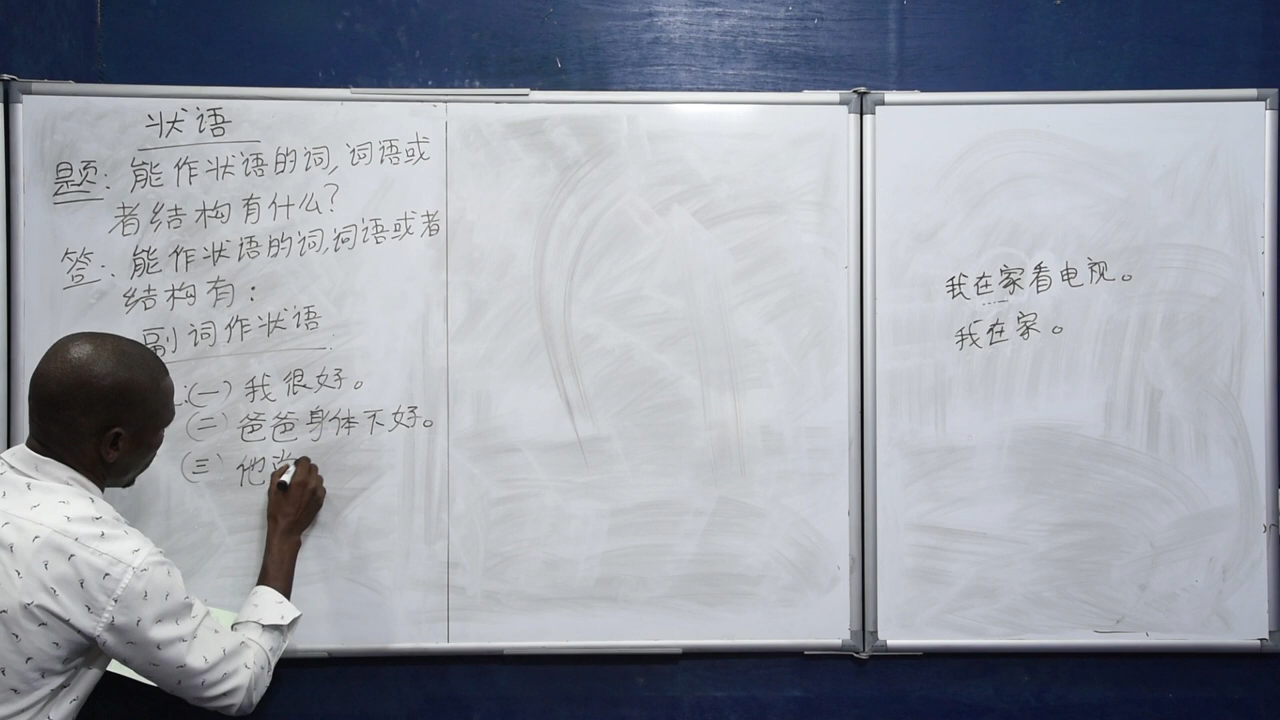 状语
题: 能作状语的词, 词语或
者结构有什么?
答: 能作状语的词, 词语或者
结构有:
副词作状语
:(一) 我很好。
(二) 爸爸身体不好。
(三) 他
我在家看电视。
我在家。